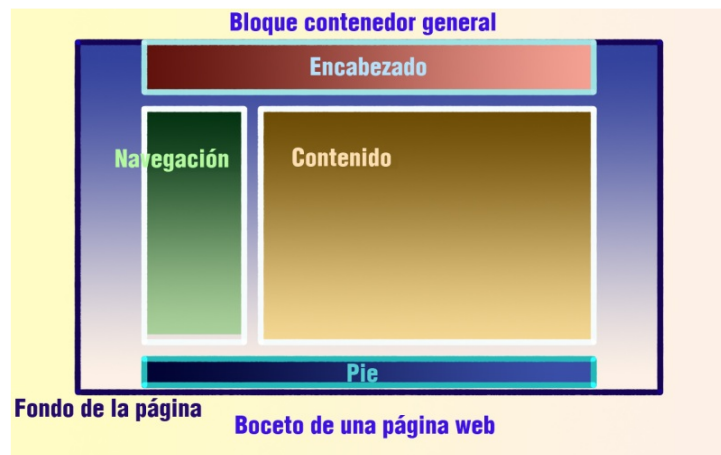 Bloque contenedor general
Encabezado
Navegación
Contenido
Pie
Fondo de la página
Boceto de una página web